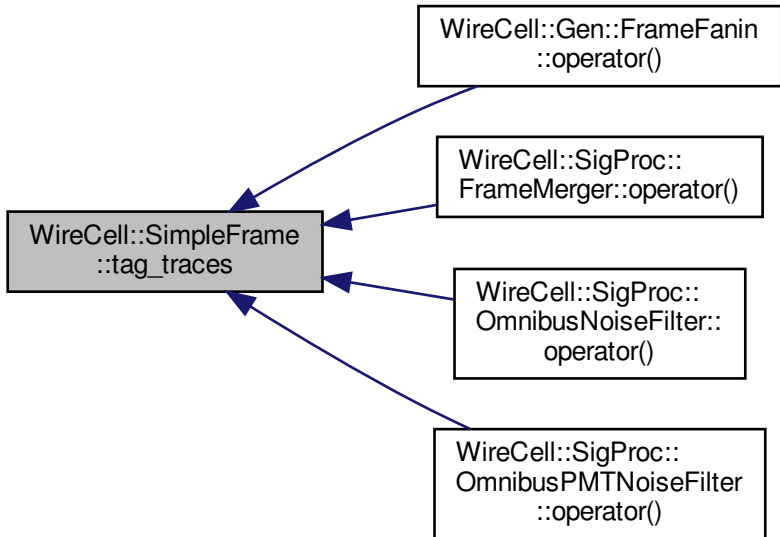 WireCell::Gen::FrameFanin
::operator()
WireCell::SigProc::
FrameMerger::operator()
WireCell::SimpleFrame
::tag_traces
WireCell::SigProc::
OmnibusNoiseFilter::
operator()
WireCell::SigProc::
OmnibusPMTNoiseFilter
::operator()